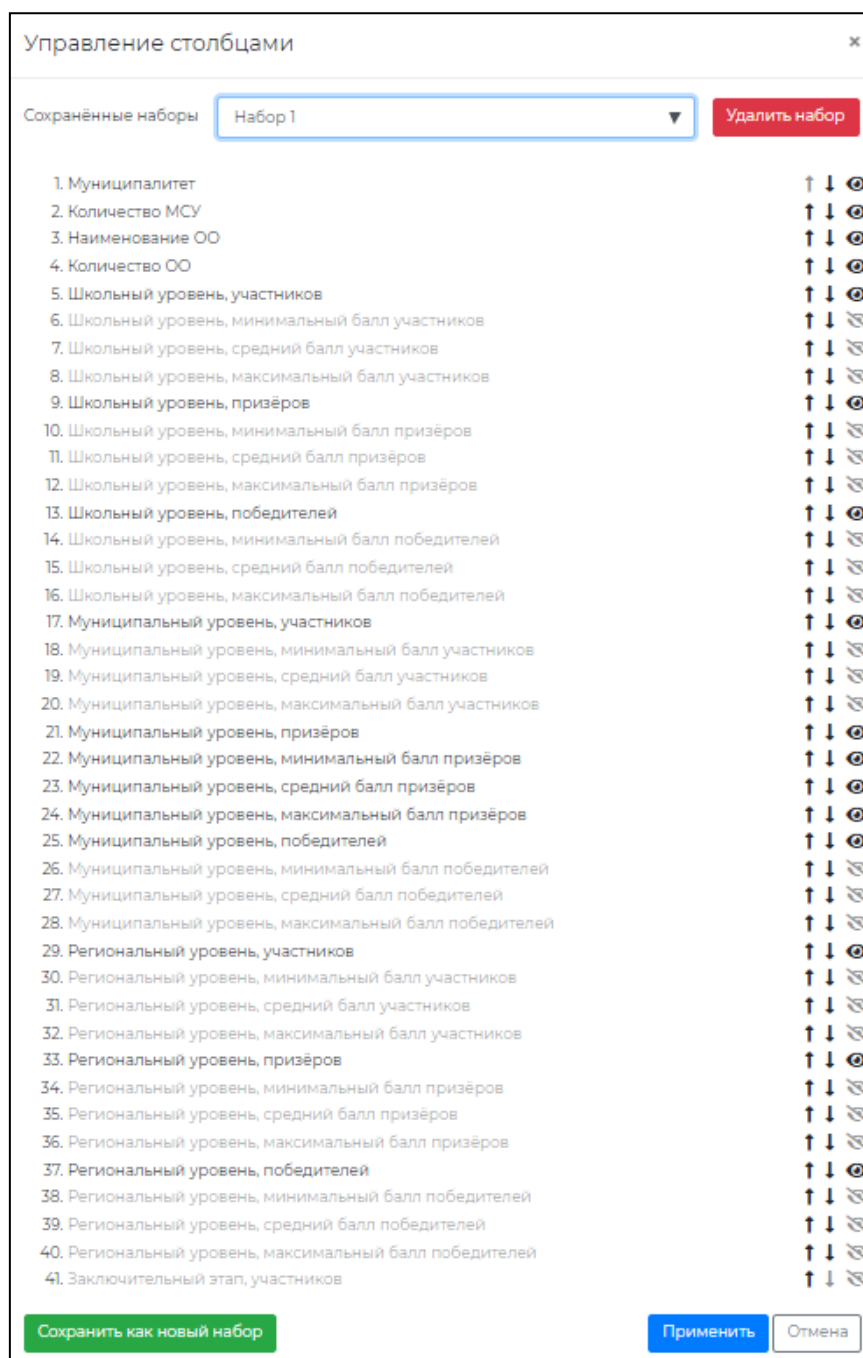 Управление столбцами ×
Сохранённые наборы Набор 1 ▼ Удалить набор
1. Муниципалитет
2. Количество МСУ
3. Наименование ОО
4. Количество ОО
5. Школьный уровень, участников
6. Школьный уровень, минимальный балл участников
7. Школьный уровень, средний балл участников
8. Школьный уровень, максимальный балл участников
9. Школьный уровень, призёров
10. Школьный уровень, минимальный балл призёров
11. Школьный уровень, средний балл призёров
12. Школьный уровень, максимальный балл призёров
13. Школьный уровень, победителей
14. Школьный уровень, минимальный балл победителей
15. Школьный уровень, средний балл победителей
16. Школьный уровень, максимальный балл победителей
17. Муниципальный уровень, участников
18. Муниципальный уровень, минимальный балл участников
19. Муниципальный уровень, средний балл участников
20. Муниципальный уровень, максимальный балл участников
21. Муниципальный уровень, призёров
22. Муниципальный уровень, минимальный балл призёров
23. Муниципальный уровень, средний балл призёров
24. Муниципальный уровень, максимальный балл призёров
25. Муниципальный уровень, победителей
26. Муниципальный уровень, минимальный балл победителей
27. Муниципальный уровень, средний балл победителей
28. Муниципальный уровень, максимальный балл победителей
29. Региональный уровень, участников
30. Региональный уровень, минимальный балл участников
31. Региональный уровень, средний балл участников
32. Региональный уровень, максимальный балл участников
33. Региональный уровень, призёров
34. Региональный уровень, минимальный балл призёров
35. Региональный уровень, средний балл призёров
36. Региональный уровень, максимальный балл призёров
37. Региональный уровень, победителей
38. Региональный уровень, минимальный балл победителей
39. Региональный уровень, средний балл победителей
40. Региональный уровень, максимальный балл победителей
41. Заключительный этап, участников
Сохранить как новый набор Применить Отмена